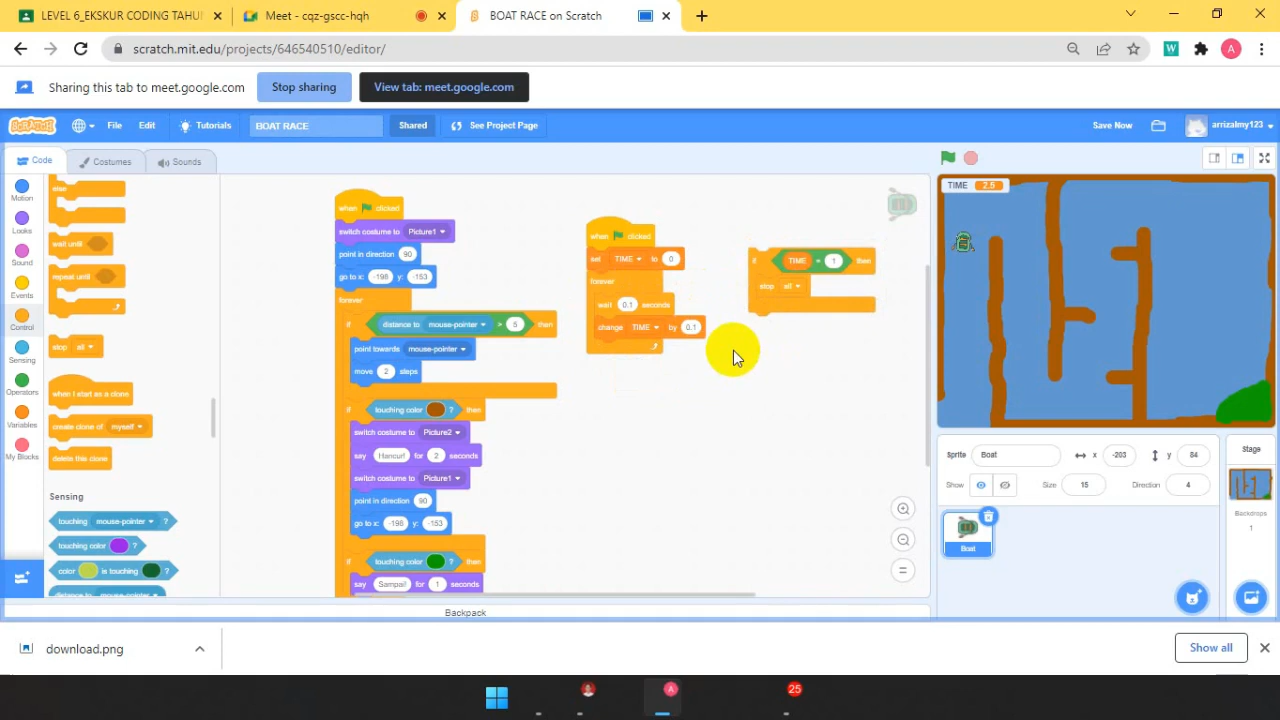 LEVEL 6_EKSKUR CODING TAHUN
Meet - cqz-gscc-hqh
BOAT RACE on Scratch
scratch.mit.edu/projects/646540510/editor/
W
A
Sharing this tab to meet.google.com
Stop sharing
View tab: meet.google.com
SCRATCH
File
Edit
Tutorials
BOAT RACE
Shared
See Project Page
Save Now
arrizalmy123
Code
Costumes
Sounds
Motion
Looks
Sound
Events
Control
Sensing
Operators
Variables
My Blocks
else
wait until
repeat until
stop all
when I start as a clone
create clone of myself
delete this clone
Sensing
touching mouse-pointer ?
touching color ?
color is touching ?
distance to mouse-pointer
when clicked
switch costume to Picture1
point in direction 90
go to x: -198 y: -153
forever
if distance to mouse-pointer > 5 then
point towards mouse-pointer
move 2 steps
if touching color ? then
switch costume to Picture2
say Hancur! for 2 seconds
switch costume to Picture1
point in direction 90
go to x: -198 y: -153
if touching color ? then
say Sampai! for 1 seconds
when clicked
set TIME to 0
forever
wait 0.1 seconds
change TIME by 0.1
if TIME = 1 then
stop all
TIME 2.5
Sprite Boat x -203 y 84
Show Size 15 Direction 4
Boat
Stage
Backdrops
1
Backpack
download.png
Show all
A
25